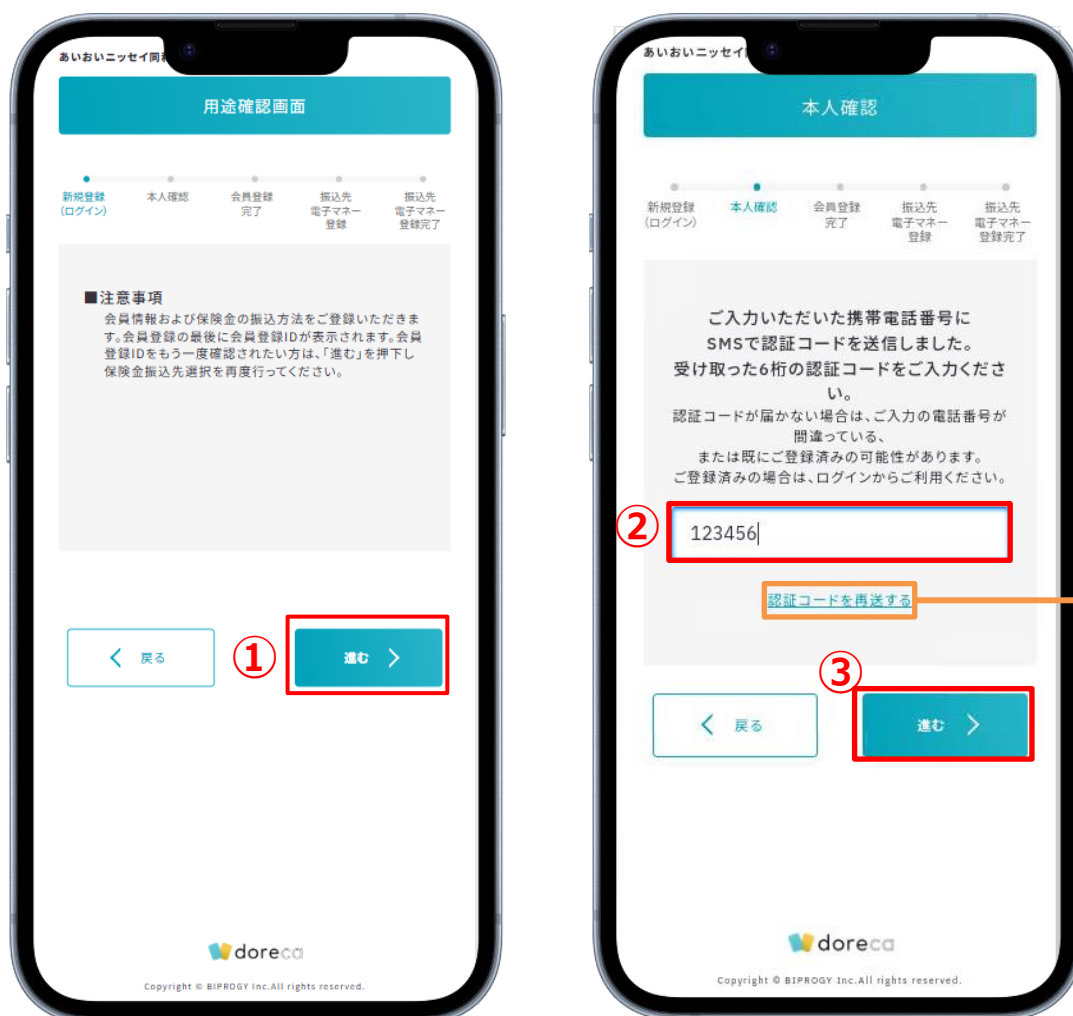 あいおいニッセイ同
用途確認画面
新規登録
(ログイン)
本人確認
会員登録
完了
振込先
電子マネー
登録
振込先
電子マネー
登録完了
■注意事項
会員情報および保険金の振込方法をご登録いただきま
す。会員登録の最後に会員登録IDが表示されます。会員
登録IDをもう一度確認されたい方は、「進む」を押下し
保険金振込先選択を再度行ってください。
戻る
①
進む
doreca
Copyright © BIPROGY Inc.All rights reserved.
あいおいニッセイ
本人確認
新規登録
(ログイン)
本人確認
会員登録
完了
振込先
電子マネー
登録
振込先
電子マネー
登録完了
ご入力いただいた携帯電話番号に
SMSで認証コードを送信しました。
受け取った6桁の認証コードをご入力くださ
い。
認証コードが届かない場合は、ご入力の電話番号が
間違っている、
または既にご登録済みの可能性があります。
ご登録済みの場合は、ログインからご利用ください。
②
123456
認証コードを再送する
③
戻る
進む
doreca
Copyright © BIPROGY Inc.All rights reserved.